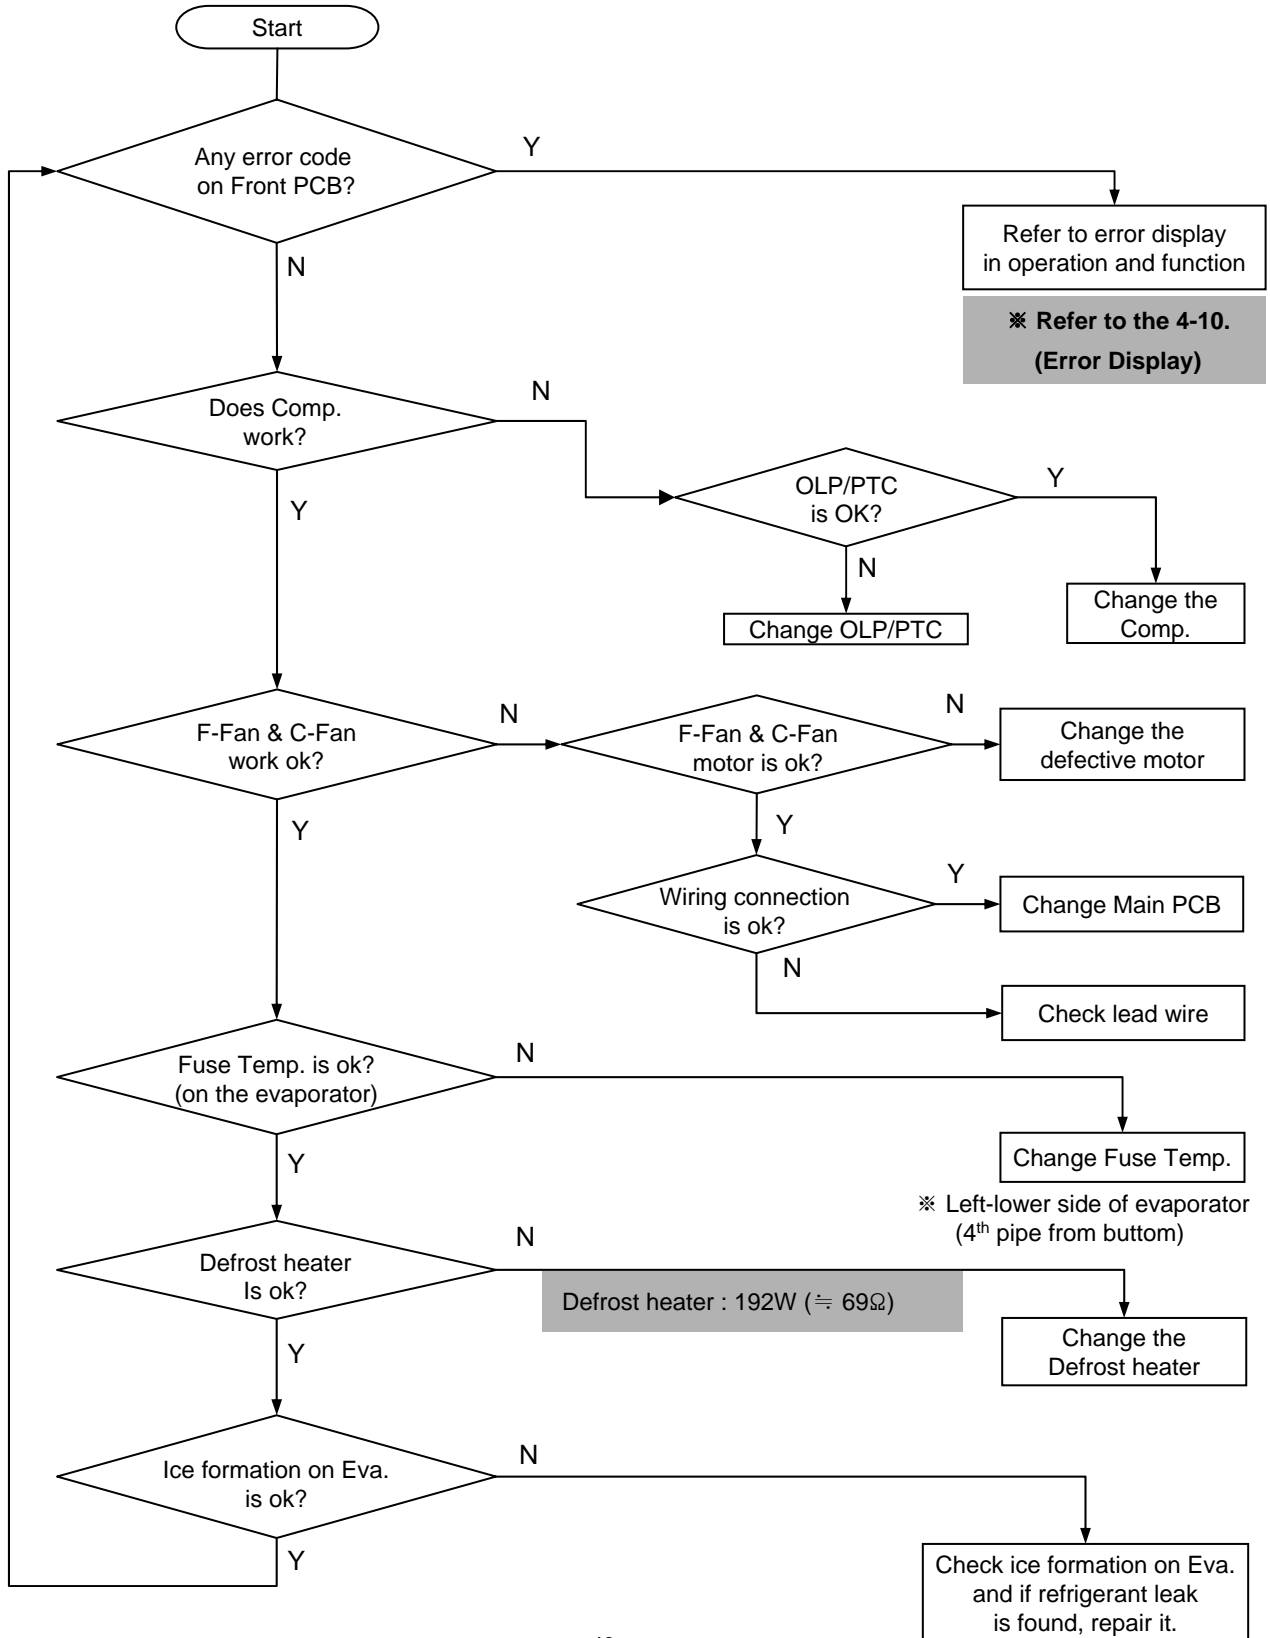 Start
Any error code
on Front PCB?
Y
Refer to error display
in operation and function
N
※ Refer to the 4-10.
(Error Display)
Does Comp.
work?
N
Y
OLP/PTC
is OK?
Y
N
Change the
Comp.
Change OLP/PTC
F-Fan & C-Fan
work ok?
N
F-Fan & C-Fan
motor is ok?
N
Change the
defective motor
Y
Y
Wiring connection
is ok?
Y
Change Main PCB
N
Check lead wire
Fuse Temp. is ok?
(on the evaporator)
N
Change Fuse Temp.
Y
※ Left-lower side of evaporator
(4th pipe from buttom)
Defrost heater
Is ok?
N
Defrost heater : 192W (≒ 69Ω)
Change the
Defrost heater
Y
Ice formation on Eva.
is ok?
N
Y
Check ice formation on Eva.
and if refrigerant leak
is found, repair it.